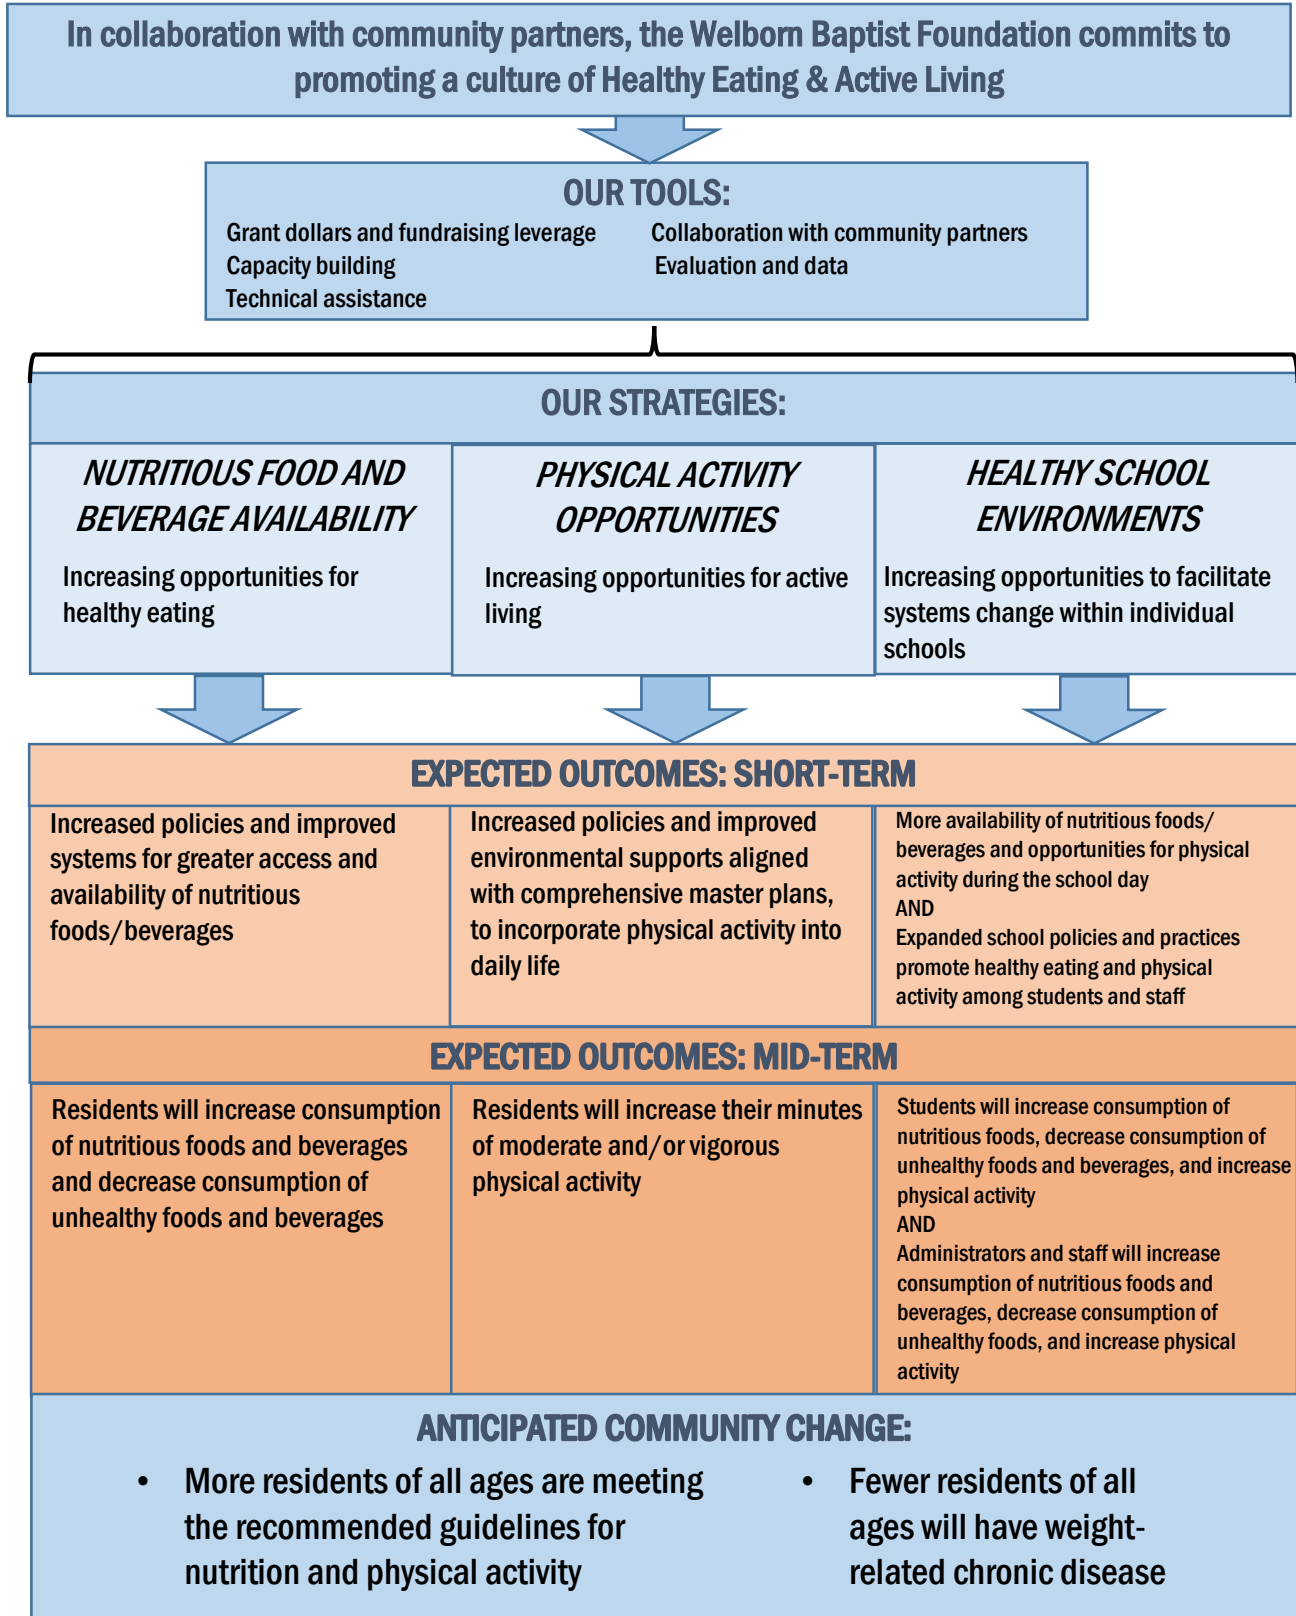 In collaboration with community partners, the Welborn Baptist Foundation commits to
promoting a culture of Healthy Eating & Active Living
OUR TOOLS:
Grant dollars and fundraising leverage
Capacity building
Technical assistance
Collaboration with community partners
Evaluation and data
OUR STRATEGIES:
NUTRITIOUS FOOD AND
BEVERAGE AVAILABILITY
Increasing opportunities for
healthy eating
PHYSICAL ACTIVITY
OPPORTUNITIES
Increasing opportunities for active
living
HEALTHY SCHOOL
ENVIRONMENTS
Increasing opportunities to facilitate
systems change within individual
schools
EXPECTED OUTCOMES: SHORT-TERM
Increased policies and improved
systems for greater access and
availability of nutritious
foods/beverages
Increased policies and improved
environmental supports aligned
with comprehensive master plans,
to incorporate physical activity into
daily life
More availability of nutritious foods/
beverages and opportunities for physical
activity during the school day
AND
Expanded school policies and practices
promote healthy eating and physical
activity among students and staff
EXPECTED OUTCOMES: MID-TERM
Residents will increase consumption
of nutritious foods and beverages
and decrease consumption of
unhealthy foods and beverages
Residents will increase their minutes
of moderate and/or vigorous
physical activity
Students will increase consumption of
nutritious foods, decrease consumption of
unhealthy foods and beverages, and increase
physical activity
AND
Administrators and staff will increase
consumption of nutritious foods and
beverages, decrease consumption of
unhealthy foods, and increase physical
activity
ANTICIPATED COMMUNITY CHANGE:
• More residents of all ages are meeting
the recommended guidelines for
nutrition and physical activity
• Fewer residents of all
ages will have weight-
related chronic disease